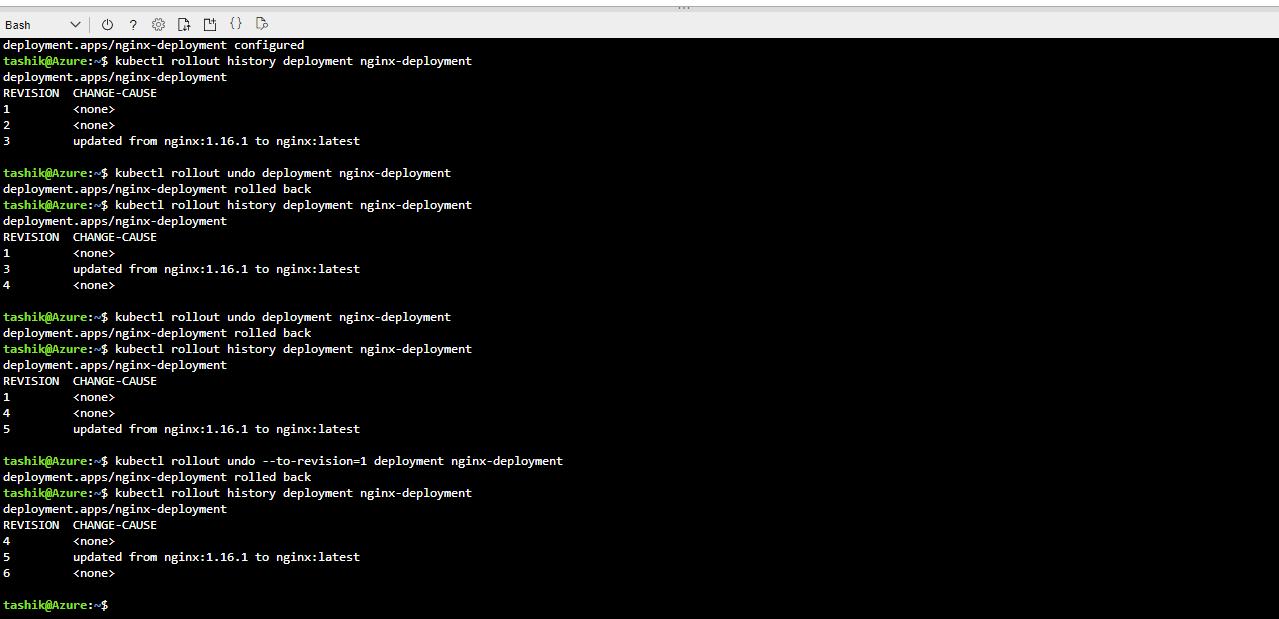 Bash
?
{}
deployment.apps/nginx-deployment configured
tashik@Azure:~$ kubectl rollout history deployment nginx-deployment
deployment.apps/nginx-deployment
REVISION  CHANGE-CAUSE
1         <none>
2         <none>
3         updated from nginx:1.16.1 to nginx:latest
tashik@Azure:~$ kubectl rollout undo deployment nginx-deployment
deployment.apps/nginx-deployment rolled back
tashik@Azure:~$ kubectl rollout history deployment nginx-deployment
deployment.apps/nginx-deployment
REVISION  CHANGE-CAUSE
1         <none>
3         updated from nginx:1.16.1 to nginx:latest
4         <none>
tashik@Azure:~$ kubectl rollout undo deployment nginx-deployment
deployment.apps/nginx-deployment rolled back
tashik@Azure:~$ kubectl rollout history deployment nginx-deployment
deployment.apps/nginx-deployment
REVISION  CHANGE-CAUSE
1         <none>
4         <none>
5         updated from nginx:1.16.1 to nginx:latest
tashik@Azure:~$ kubectl rollout undo --to-revision=1 deployment nginx-deployment
deployment.apps/nginx-deployment rolled back
tashik@Azure:~$ kubectl rollout history deployment nginx-deployment
deployment.apps/nginx-deployment
REVISION  CHANGE-CAUSE
4         <none>
5         updated from nginx:1.16.1 to nginx:latest
6         <none>
tashik@Azure:~$